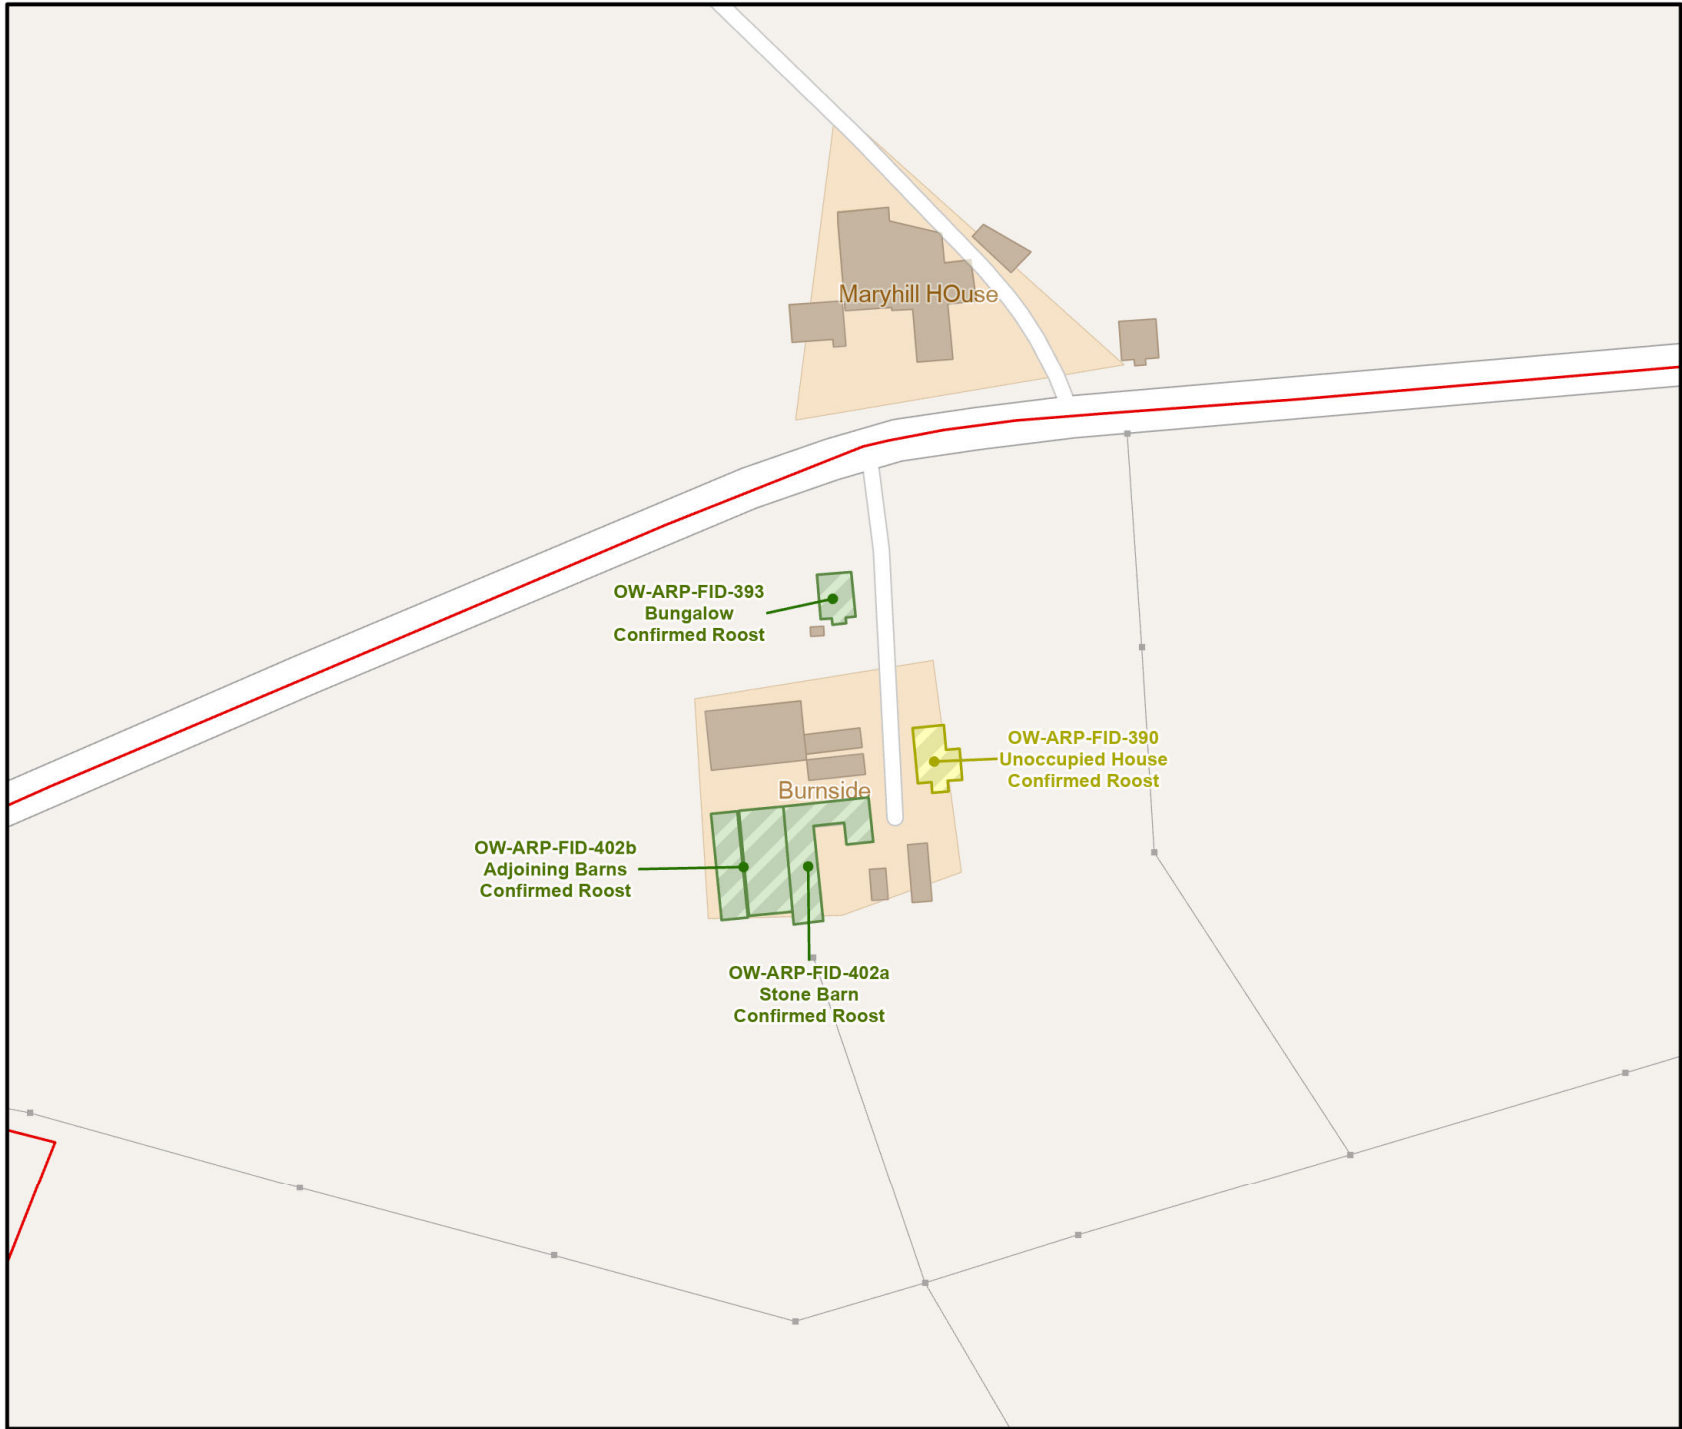 Maryhill HOuse
OW-ARP-FID-393
Bungalow
Confirmed Roost
OW-ARP-FID-390
Unoccupied House
Confirmed Roost
Burnside
OW-ARP-FID-402b
Adjoining Barns
Confirmed Roost
OW-ARP-FID-402a
Stone Barn
Confirmed Roost